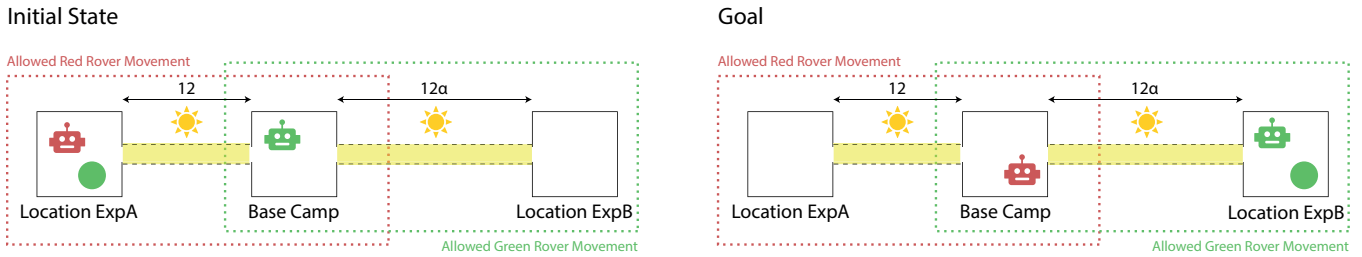 Initial State
Goal
Allowed Red Rover Movement
Allowed Red Rover Movement
12
12α
12
12α
Location ExpA
Base Camp
Location ExpB
Location ExpA
Base Camp
Location ExpB
Allowed Green Rover Movement
Allowed Green Rover Movement